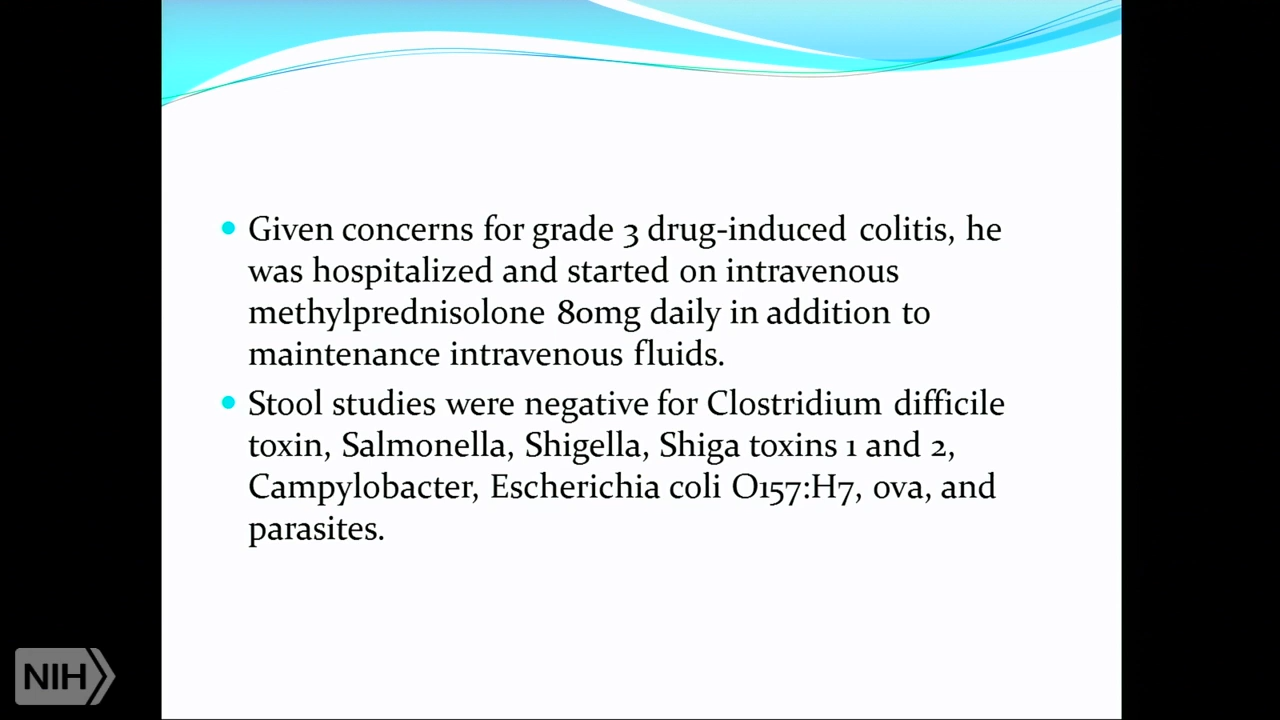 Given concerns for grade 3 drug-induced colitis, he
was hospitalized and started on intravenous
methylprednisolone 80mg daily in addition to
maintenance intravenous fluids.
Stool studies were negative for Clostridium difficile
toxin, Salmonella, Shigella, Shiga toxins 1 and 2,
Campylobacter, Escherichia coli O157:H7, ova, and
parasites.
NIH